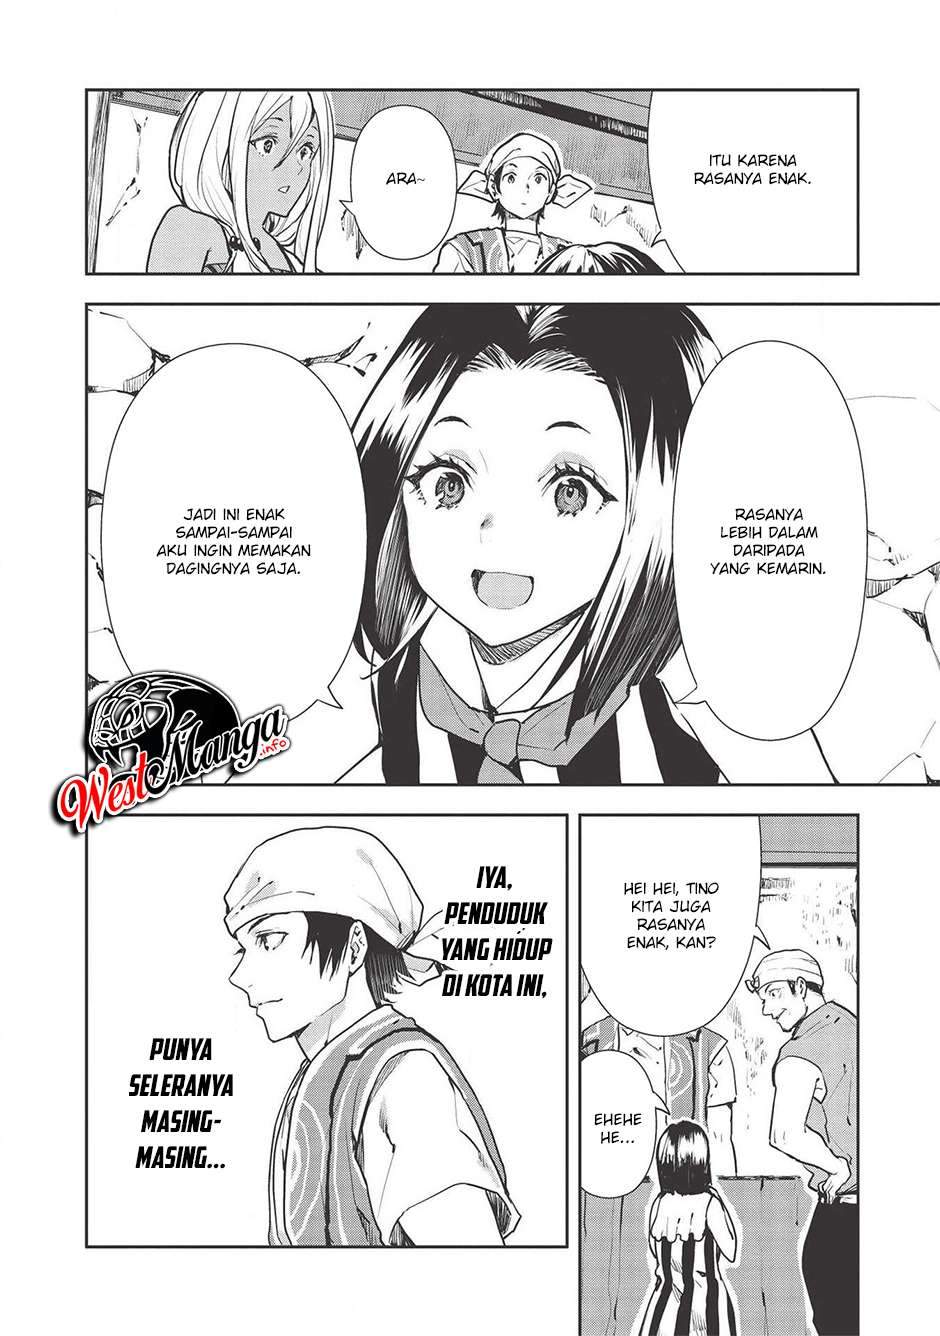 ITU KARENA
RASANYA ENAK.
ARA~
RASANYA
LEBIH DALAM
DARIPADA
YANG KEMARIN.
JADI INI ENAK
SAMPAI-SAMPAI
AKU INGIN MEMAKAN
DAGINGNYA SAJA.
WestManga
.info
HEI HEI, TINO
KITA JUGA
RASANYA
ENAK, KAN?
EHEHE
HE...
IYA,
PENDUDUK
YANG HIDUP
DI KOTA INI,
PUNYA
SELERANYA
MASING-
MASING...